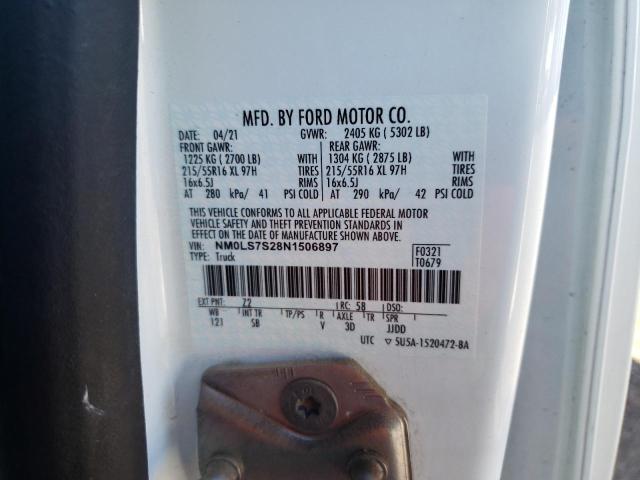 MFD. BY FORD MOTOR CO.
DATE: 04/21 GVWR: 2405 KG ( 5302 LB)
FRONT GAWR: REAR GAWR:
1225 KG ( 2700 LB) WITH 1304 KG ( 2875 LB) WITH
215/55R16 XL 97H TIRES 215/55R16 XL 97H TIRES
16x6.5J RIMS 16x6.5J RIMS
AT 280 kPa/ 41 PSI COLD AT 290 kPa/ 42 PSI COLD
THIS VEHICLE CONFORMS TO ALL APPLICABLE FEDERAL MOTOR
VEHICLE SAFETY AND THEFT PREVENTION STANDARDS IN
EFFECT ON THE DATE OF MANUFACTURE SHOWN ABOVE.
VIN: NM0LS7S28N1506897 F0321
TYPE: Truck T0679
EXT PNT: Z2 RC: 58 DSO:
WB INT TR TP/PS R AXLE TR SPR
121 SB V 3D JJDD
UTC ▽ 5U5A-1520472-BA